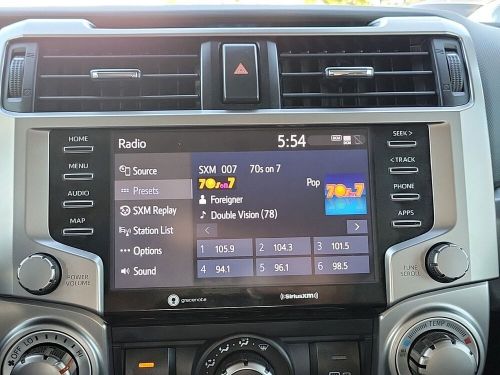 HOME
MENU
AUDIO
MAP
POWER
VOLUME
Radio
5:54
Source
Presets
SXM Replay
Station List
Options
Sound
SXM 007 70s on 7
70s on 7
Pop
70s on 7
Foreigner
Double Vision (78)
1 105.9 2 104.3 3 101.5
4 94.1 5 96.1 6 98.5
gracenote
SiriusXM
SEEK >
< TRACK
PHONE
APPS
TUNE
SCROLL
LO
HI
TEMP